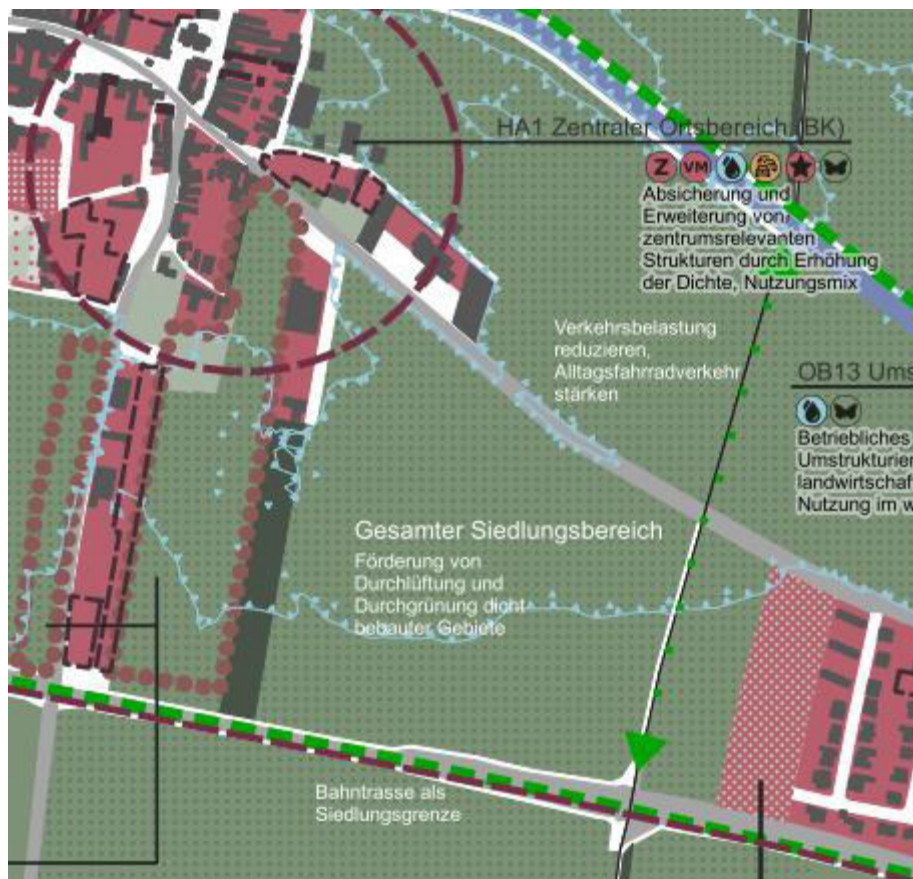 HA1 Zentraler Ortsbereich (BK)
Z VM
Absicherung und
Erweiterung von
zentrumsrelevanten
Strukturen durch Erhöhung
der Dichte, Nutzungsmix
Verkehrsbelastung
reduzieren,
Alltagsfahrradverkehr
stärken
OB13 Ums
Betriebliches
Umstrukturier
landwirtschaf
Nutzung im w
Gesamter Siedlungsbereich
Förderung von
Durchlüftung und
Durchgrünung dicht
bebauter Gebiete
Bahntrasse als
Siedlungsgrenze